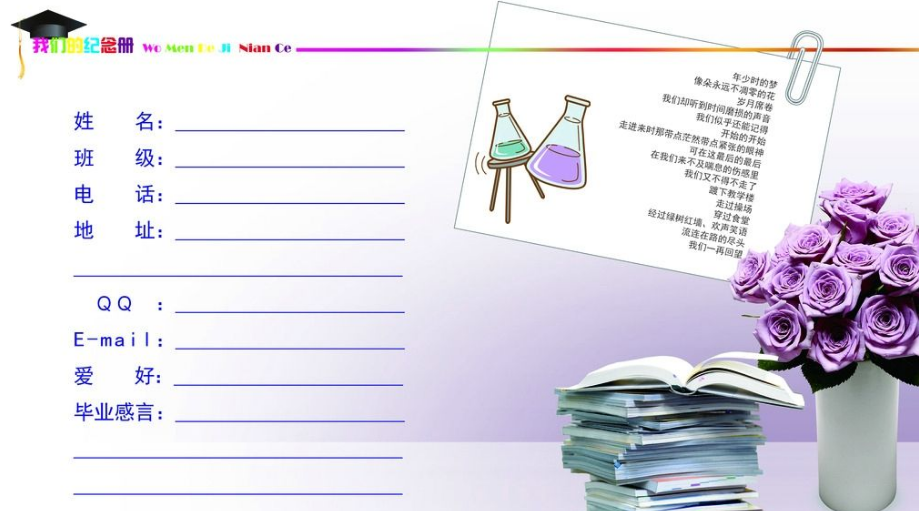 我们的纪念册 Wo Men De Ji Nian Ce
姓 名：
班 级：
电 话：
地 址：
QQ ：
E-mail：
爱 好：
毕业感言：
年少时的梦
像朵永远不凋零的花
岁月席卷
我们却听到时间磨损的声音
我们似乎还能记得
开始的开始
走进来时那带点茫然带点紧张的眼神
可在这最后的最后
在我们来不及喘息的伤感里
我们又不得不走了
踱下教学楼
走过操场
穿过食堂
经过绿树红墙、欢声笑语
流连在路的尽头
我们一再回望